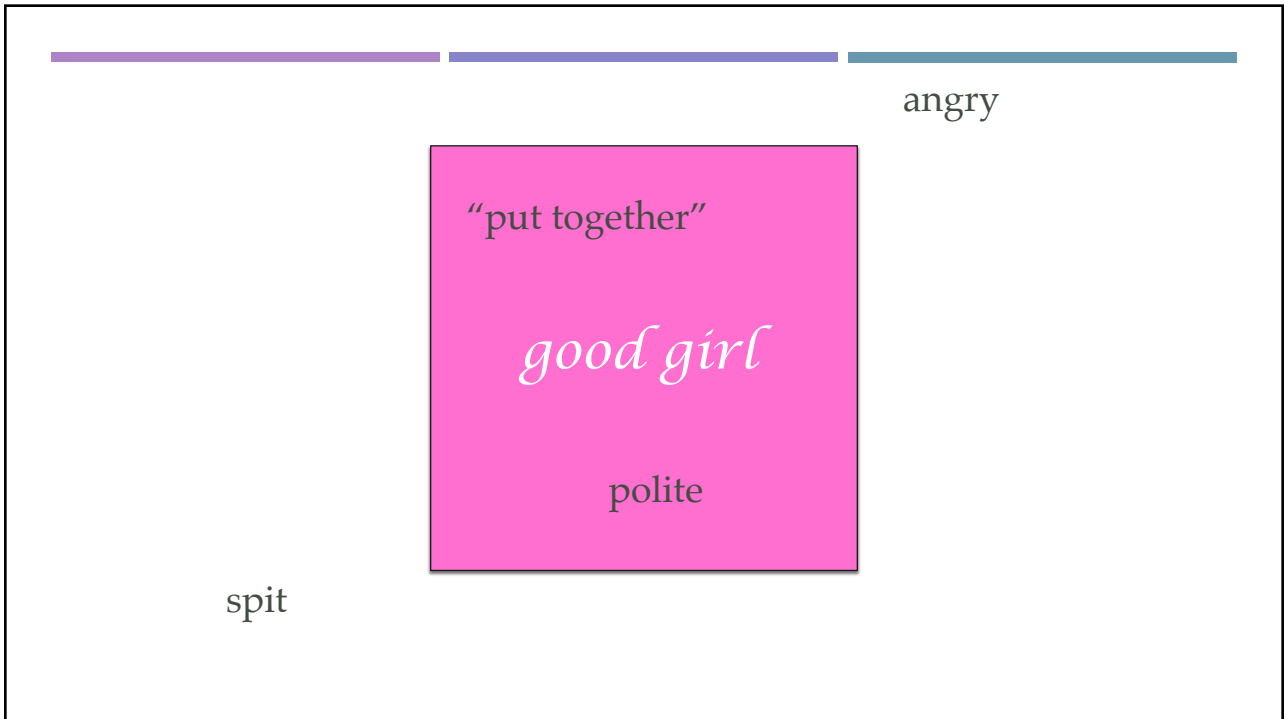 angry
“put together”
good girl
polite
spit